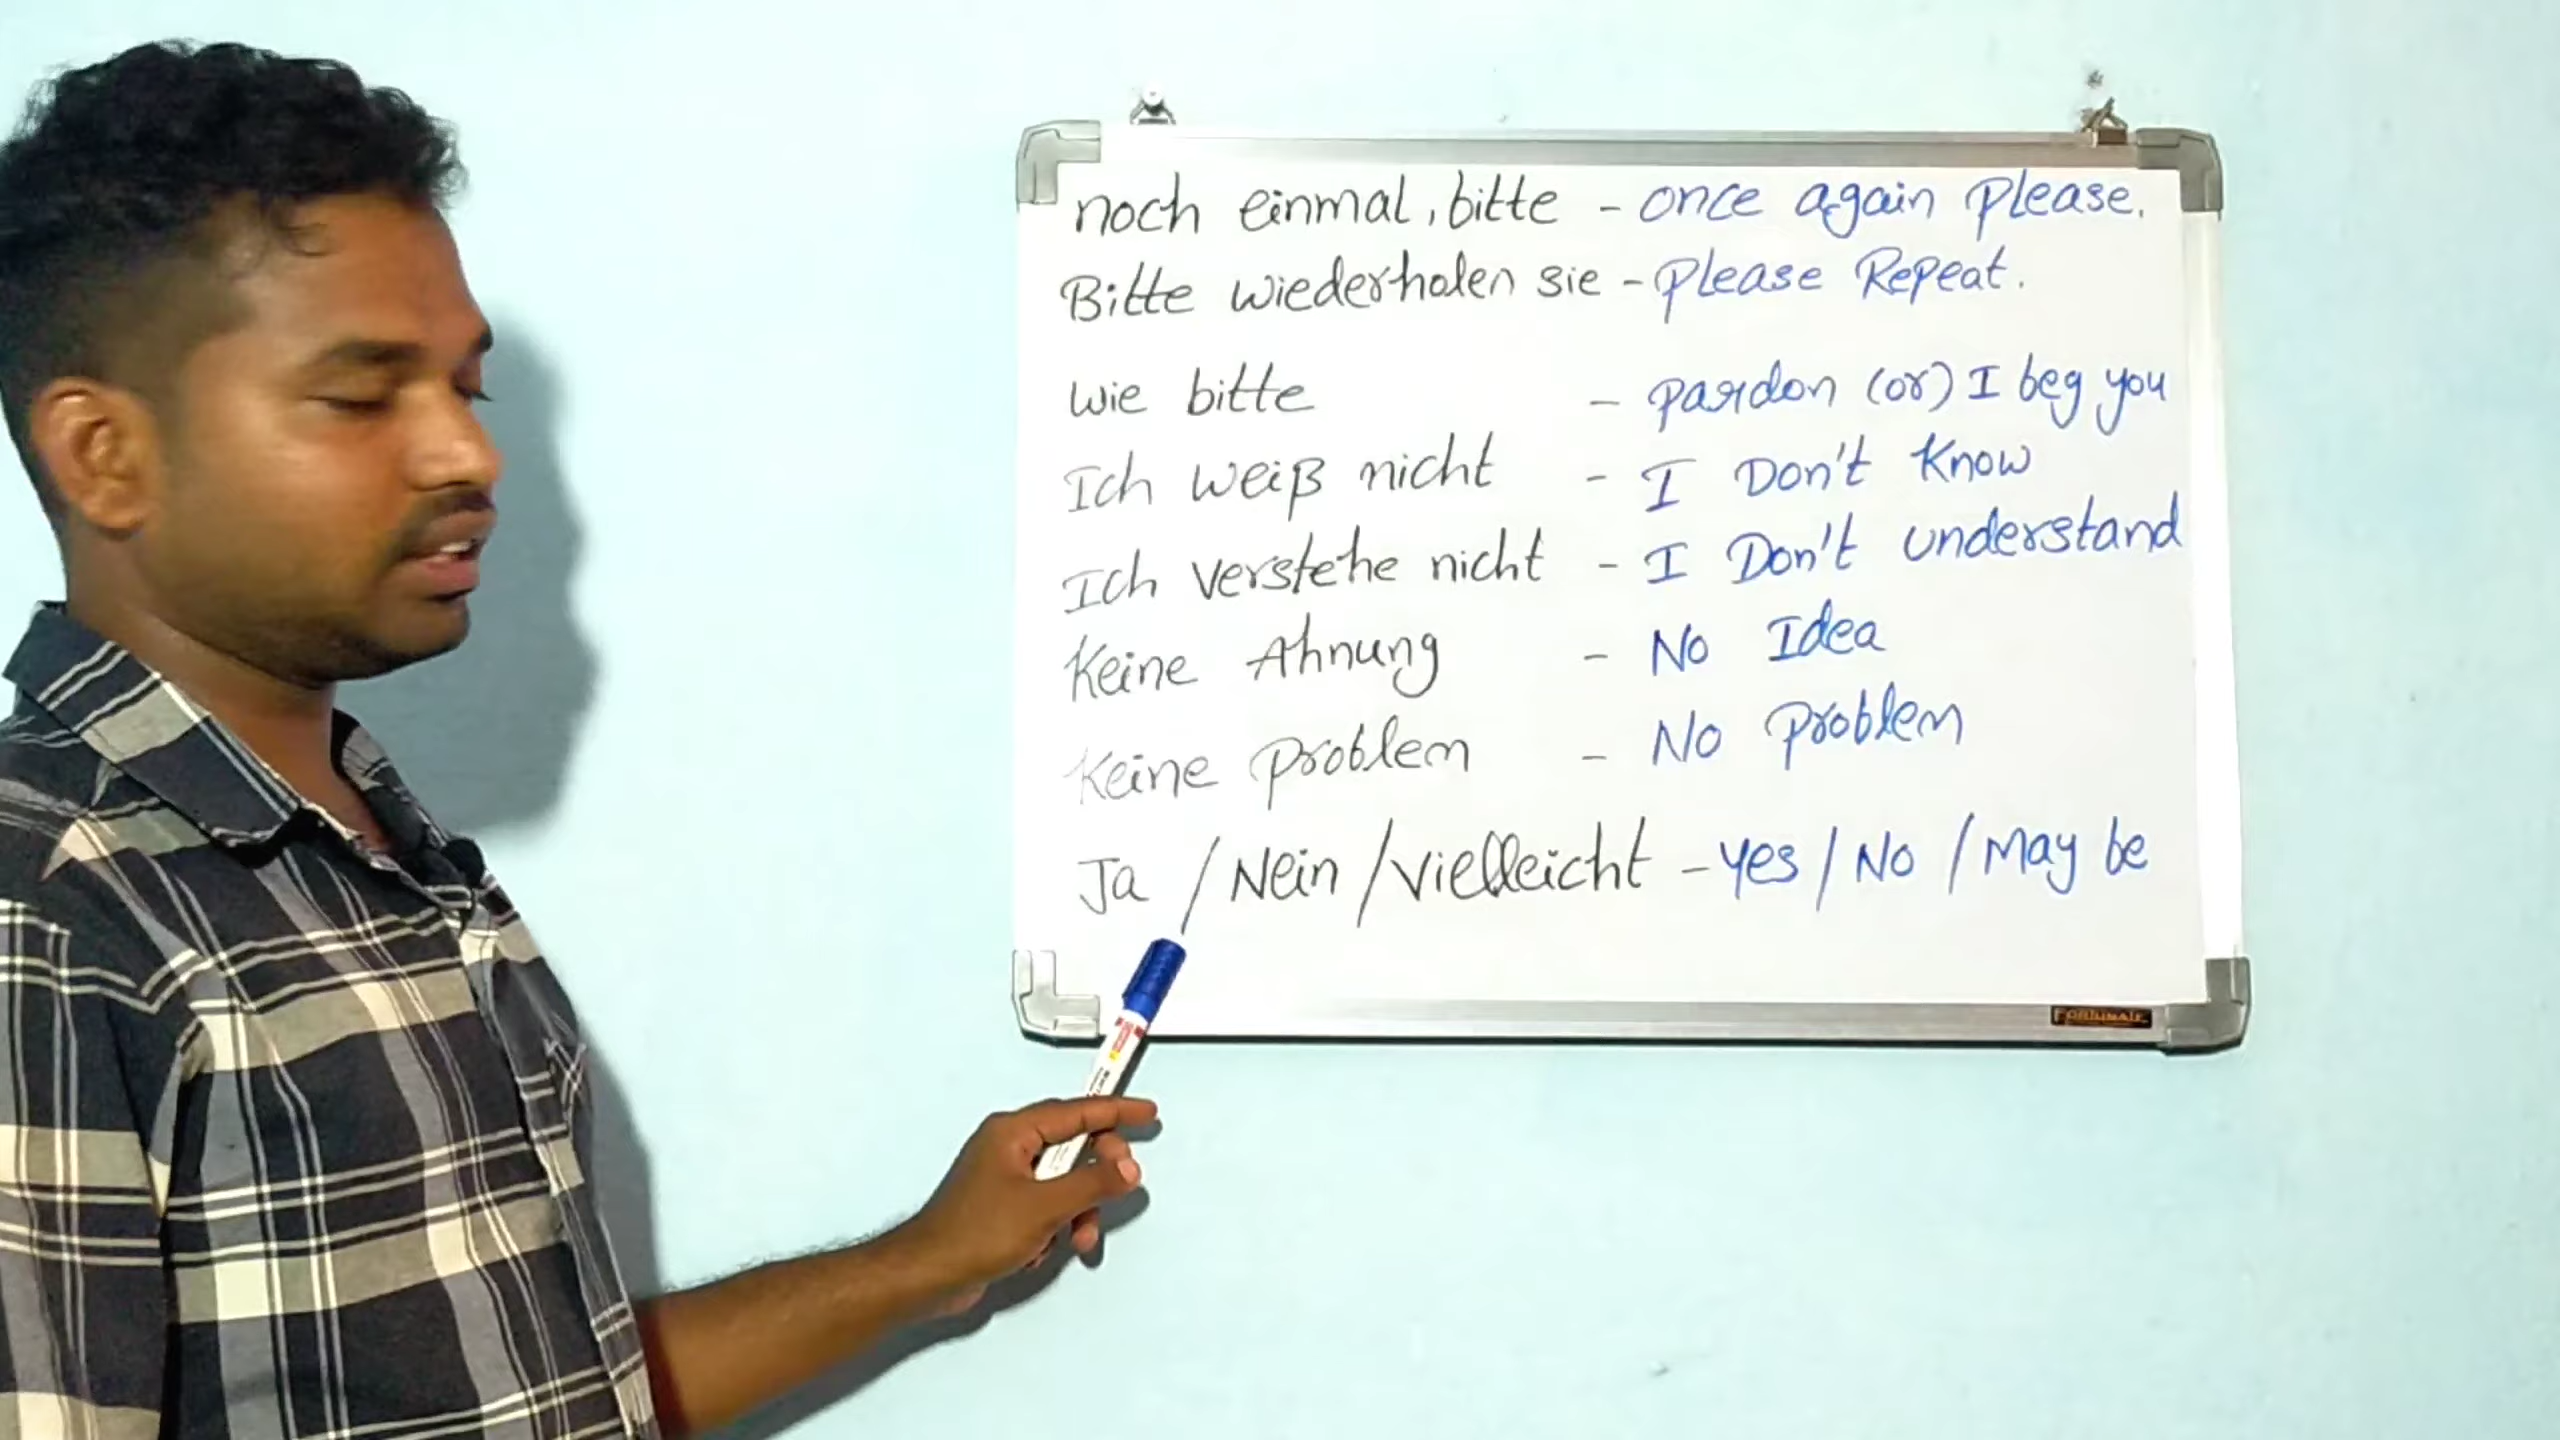 noch einmal, bitte - once again please.
Bitte wiederholen sie - Please Repeat.
Wie bitte - Pardon (or) I beg you
Ich weiß nicht - I Don't Know
Ich verstehe nicht - I Don't understand
Keine Ahnung - No Idea
Keine problem - No problem
Ja / Nein / Vielleicht - Yes / No / May be